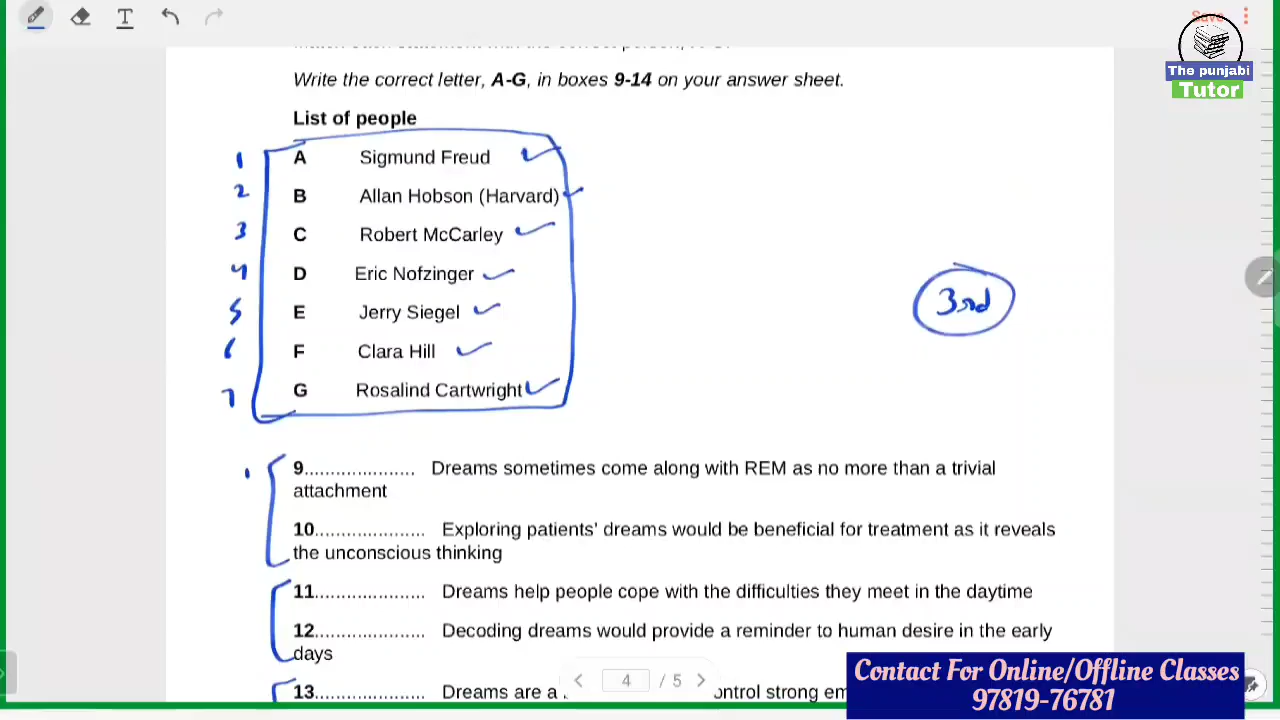 Save
The punjabi
Tutor
Write the correct letter, A-G, in boxes 9-14 on your answer sheet.
List of people
1 A Sigmund Freud
2 B Allan Hobson (Harvard)
3 C Robert McCarley
4 D Eric Nofzinger
5 E Jerry Siegel
6 F Clara Hill
7 G Rosalind Cartwright
3rd
9..................... Dreams sometimes come along with REM as no more than a trivial
attachment
10..................... Exploring patients' dreams would be beneficial for treatment as it reveals
the unconscious thinking
11..................... Dreams help people cope with the difficulties they meet in the daytime
12..................... Decoding dreams would provide a reminder to human desire in the early
days
13..................... Dreams are a control strong
4 / 5
Contact For Online/Offline Classes
97819-76781